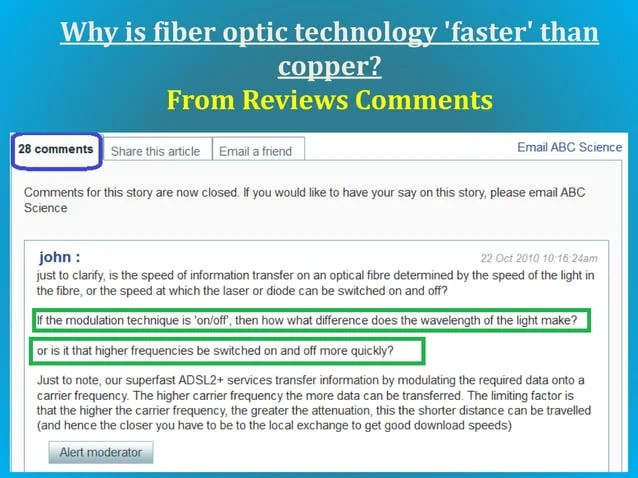 Why is fiber optic technology 'faster' than
copper?
From Reviews Comments
28 comments
Share this article
Email a friend
Email ABC Science
Comments for this story are now closed. If you would like to have your say on this story, please email ABC
Science
john :
22 Oct 2010 10:16:24am
just to clarify, is the speed of information transfer on an optical fibre determined by the speed of the light in
the fibre, or the speed at which the laser or diode can be switched on and off?
If the modulation technique is 'on/off', then how what difference does the wavelength of the light make?
or is it that higher frequencies be switched on and off more quickly?
Just to note, our superfast ADSL2+ services transfer information by modulating the required data onto a
carrier frequency. The higher carrier frequency the more data can be transferred. The limiting factor is
that the higher the carrier frequency, the greater the attenuation, this the shorter distance can be travelled
(and hence the closer you have to be to the local exchange to get good download speeds)
Alert moderator